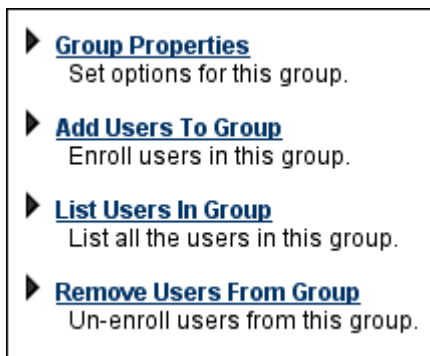 Group Properties
Set options for this group.
Add Users To Group
Enroll users in this group.
List Users In Group
List all the users in this group.
Remove Users From Group
Un-enroll users from this group.